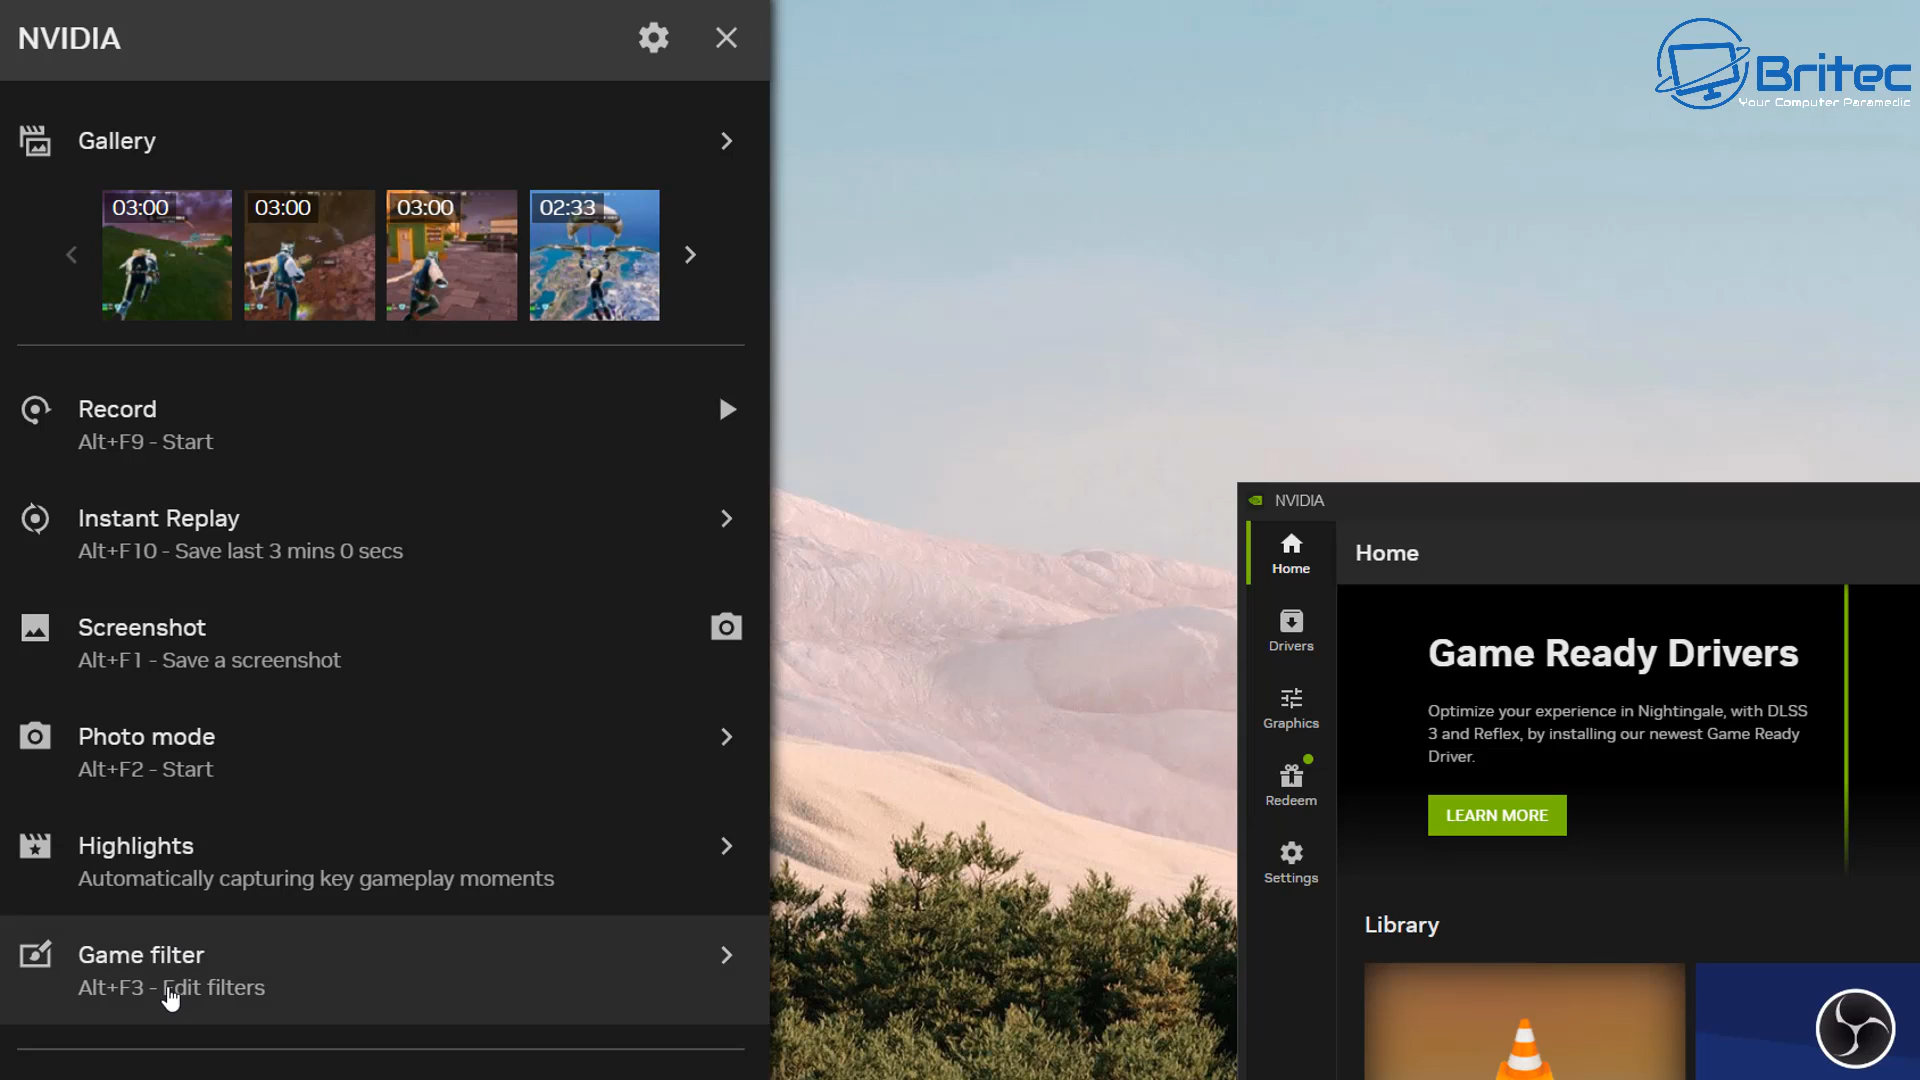 NVIDIA
Gallery
03:00
03:00
03:00
02:33
Record
Alt+F9 - Start
Instant Replay
Alt+F10 - Save last 3 mins 0 secs
Screenshot
Alt+F1 - Save a screenshot
Photo mode
Alt+F2 - Start
Highlights
Automatically capturing key gameplay moments
Game filter
Alt+F3 - Edit filters
Britec
Your Computer Paramedic
NVIDIA
Home
Drivers
Graphics
Redeem
Settings
Home
Game Ready Drivers
Optimize your experience in Nightingale, with DLSS
3 and Reflex, by installing our newest Game Ready
Driver.
LEARN MORE
Library